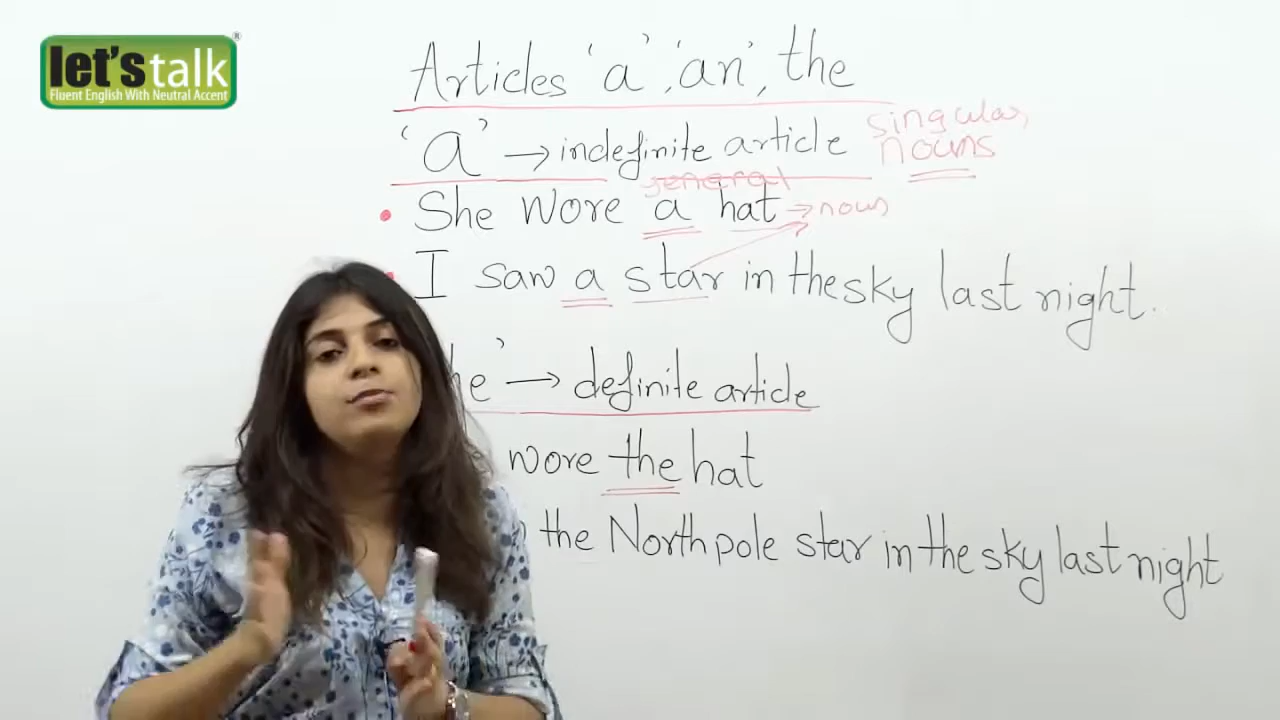 let's talk®
Fluent English With Neutral Accent
Articles 'a', 'an', the
'a' → indefinite article singular, nouns
general
• She wore a hat → noun
• I saw a star in the sky last night.
he' → definite article
wore the hat
the North pole star in the sky last night